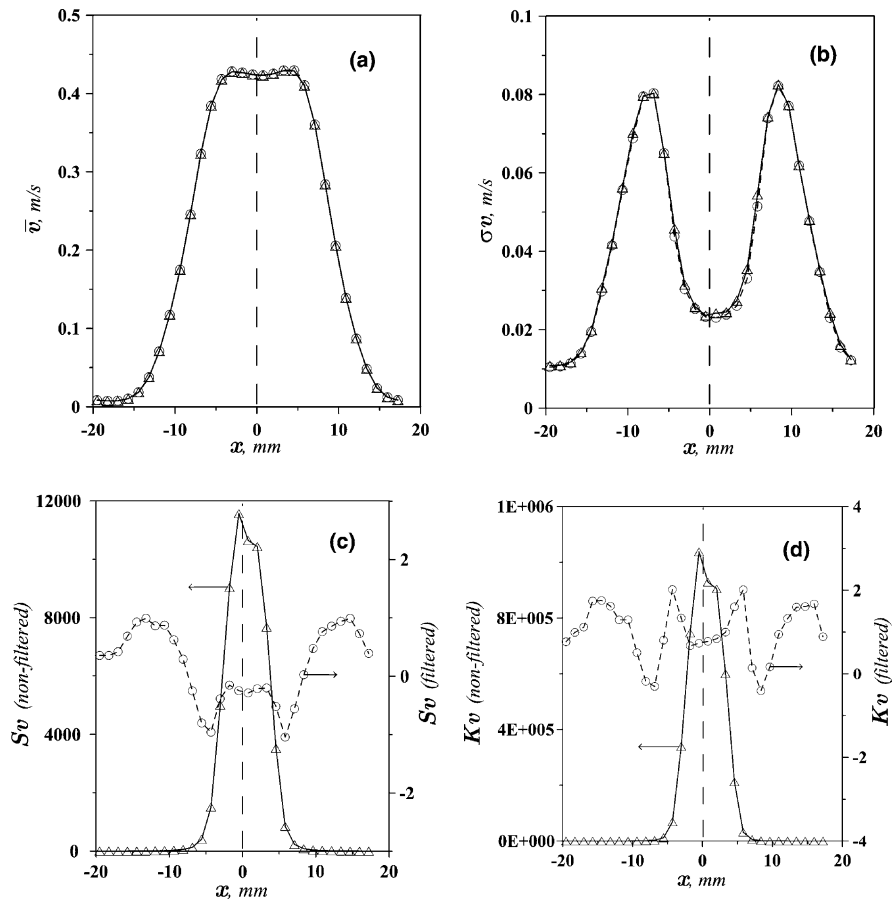 0.5
0.4
0.3
0.2
0.1
0
v̅, m/s
(a)
-20 -10 0 10 20
x, mm
0.1
0.08
0.06
0.04
0.02
0
σv, m/s
(b)
-20 -10 0 10 20
x, mm
12000
8000
4000
0
Sv (non-filtered)
(c)
2
0
-2
Sv (filtered)
-20 -10 0 10 20
x, mm
1E+006
8E+005
4E+005
0E+000
Kv (non-filtered)
(d)
4
2
0
-2
-4
Kv (filtered)
-20 -10 0 10 20
x, mm